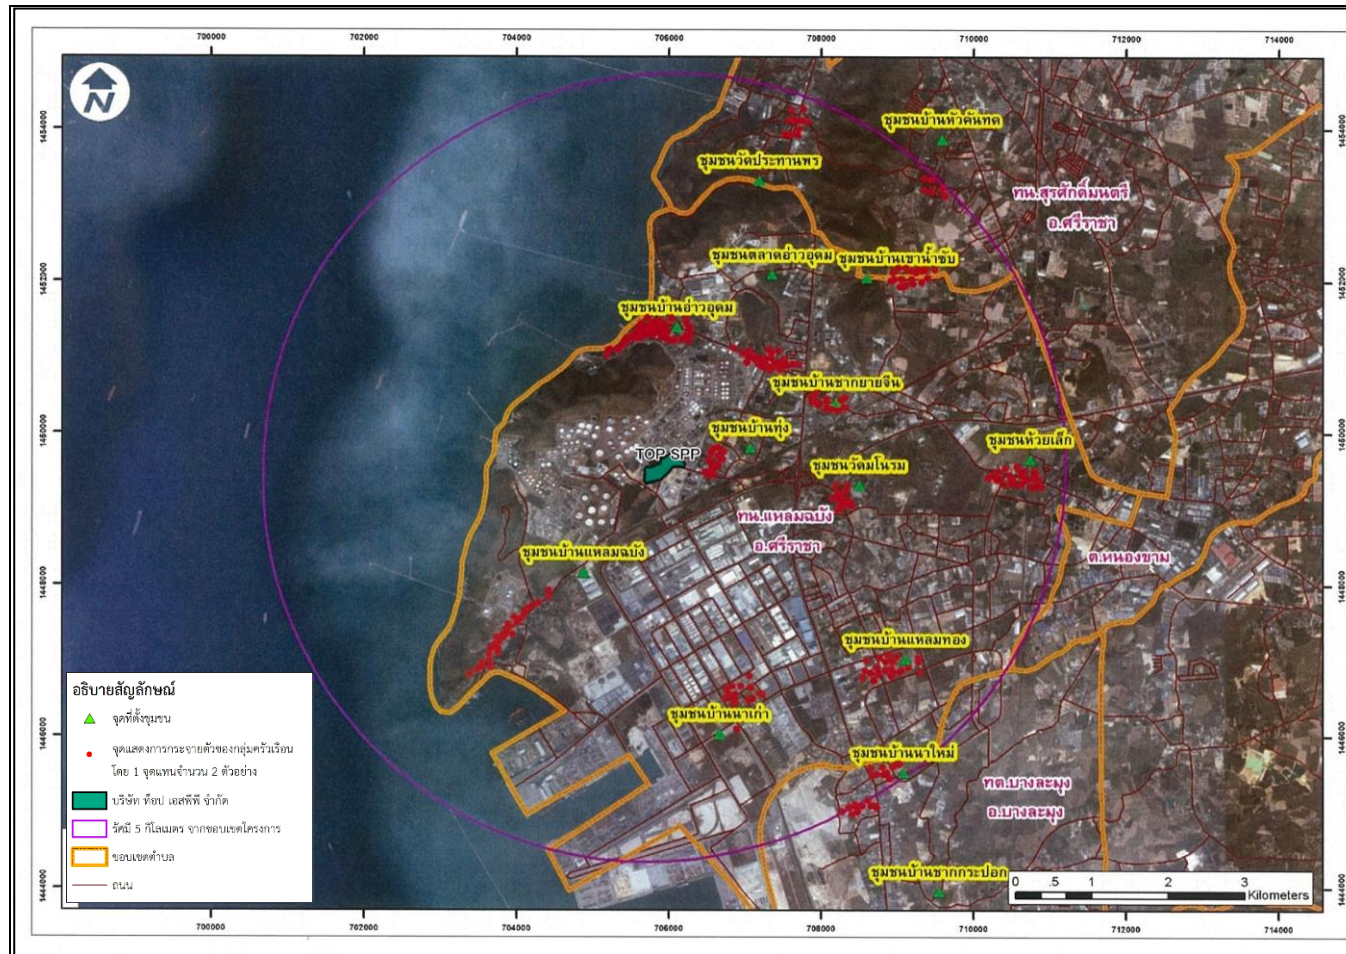 700000 702000 704000 706000 708000 710000 712000 714000
N
1454000
1454000
ชุมชนบ้านหัวคันทด
ชุมชนวัดประทานพร
ทน.สุรศักดิ์มนตรี
อ.ศรีราชา
ชุมชนตลาดอ่าวอุดม
ชุมชนบ้านเขาน้ำซับ
1452000
1452000
ชุมชนบ้านอ่าวอุดม
ชุมชนบ้านชากยายจีน
ชุมชนบ้านทุ่ง
1450000
1450000
ชุมชนห้วยเล็ก
TOP SPP
ชุมชนวัดมโนรม
ทน.แหลมฉบัง
อ.ศรีราชา
ชุมชนบ้านแหลมฉบัง
ต.หนองขาม
1448000
1448000
ชุมชนบ้านแหลมทอง
ชุมชนบ้านนาเก่า
1446000
1446000
ชุมชนบ้านนาใหม่
ทต.บางละมุง
อ.บางละมุง
ชุมชนบ้านชากกระปอก
1444000
1444000
อธิบายสัญลักษณ์
จุดที่ตั้งชุมชน
จุดแสดงการกระจายตัวของกลุ่มครัวเรือน
โดย 1 จุดแทนจำนวน 2 ตัวอย่าง
บริษัท ท็อป เอสพีพี จำกัด
รัศมี 5 กิโลเมตร จากขอบเขตโครงการ
ขอบเขตตำบล
ถนน
0 .5 1 2 3
Kilometers
700000 702000 704000 706000 708000 710000 712000 714000